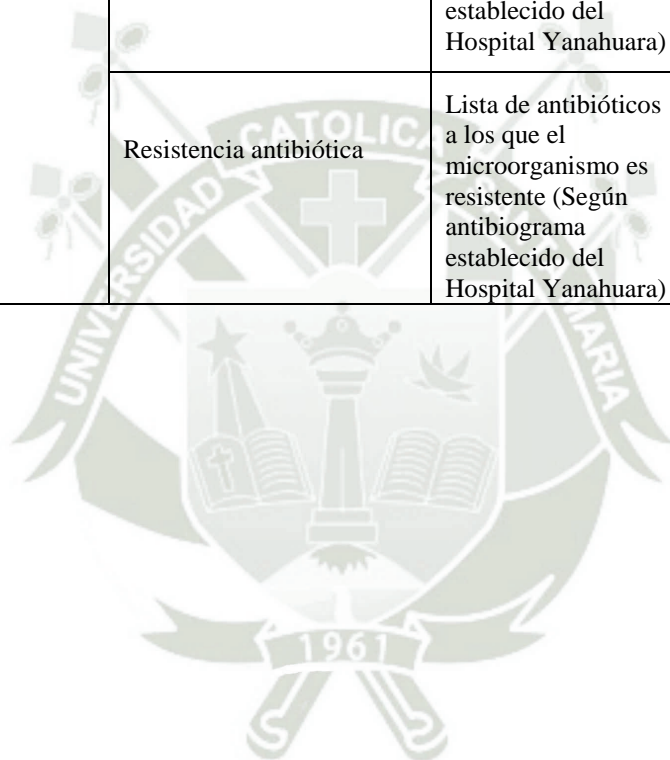 establecido del
Hospital Yanahuara)
Resistencia antibiótica
Lista de antibióticos
a los que el
microorganismo es
resistente (Según
antibiograma
establecido del
Hospital Yanahuara)
UNIVERSIDAD CATOLICA
MARIA
1961